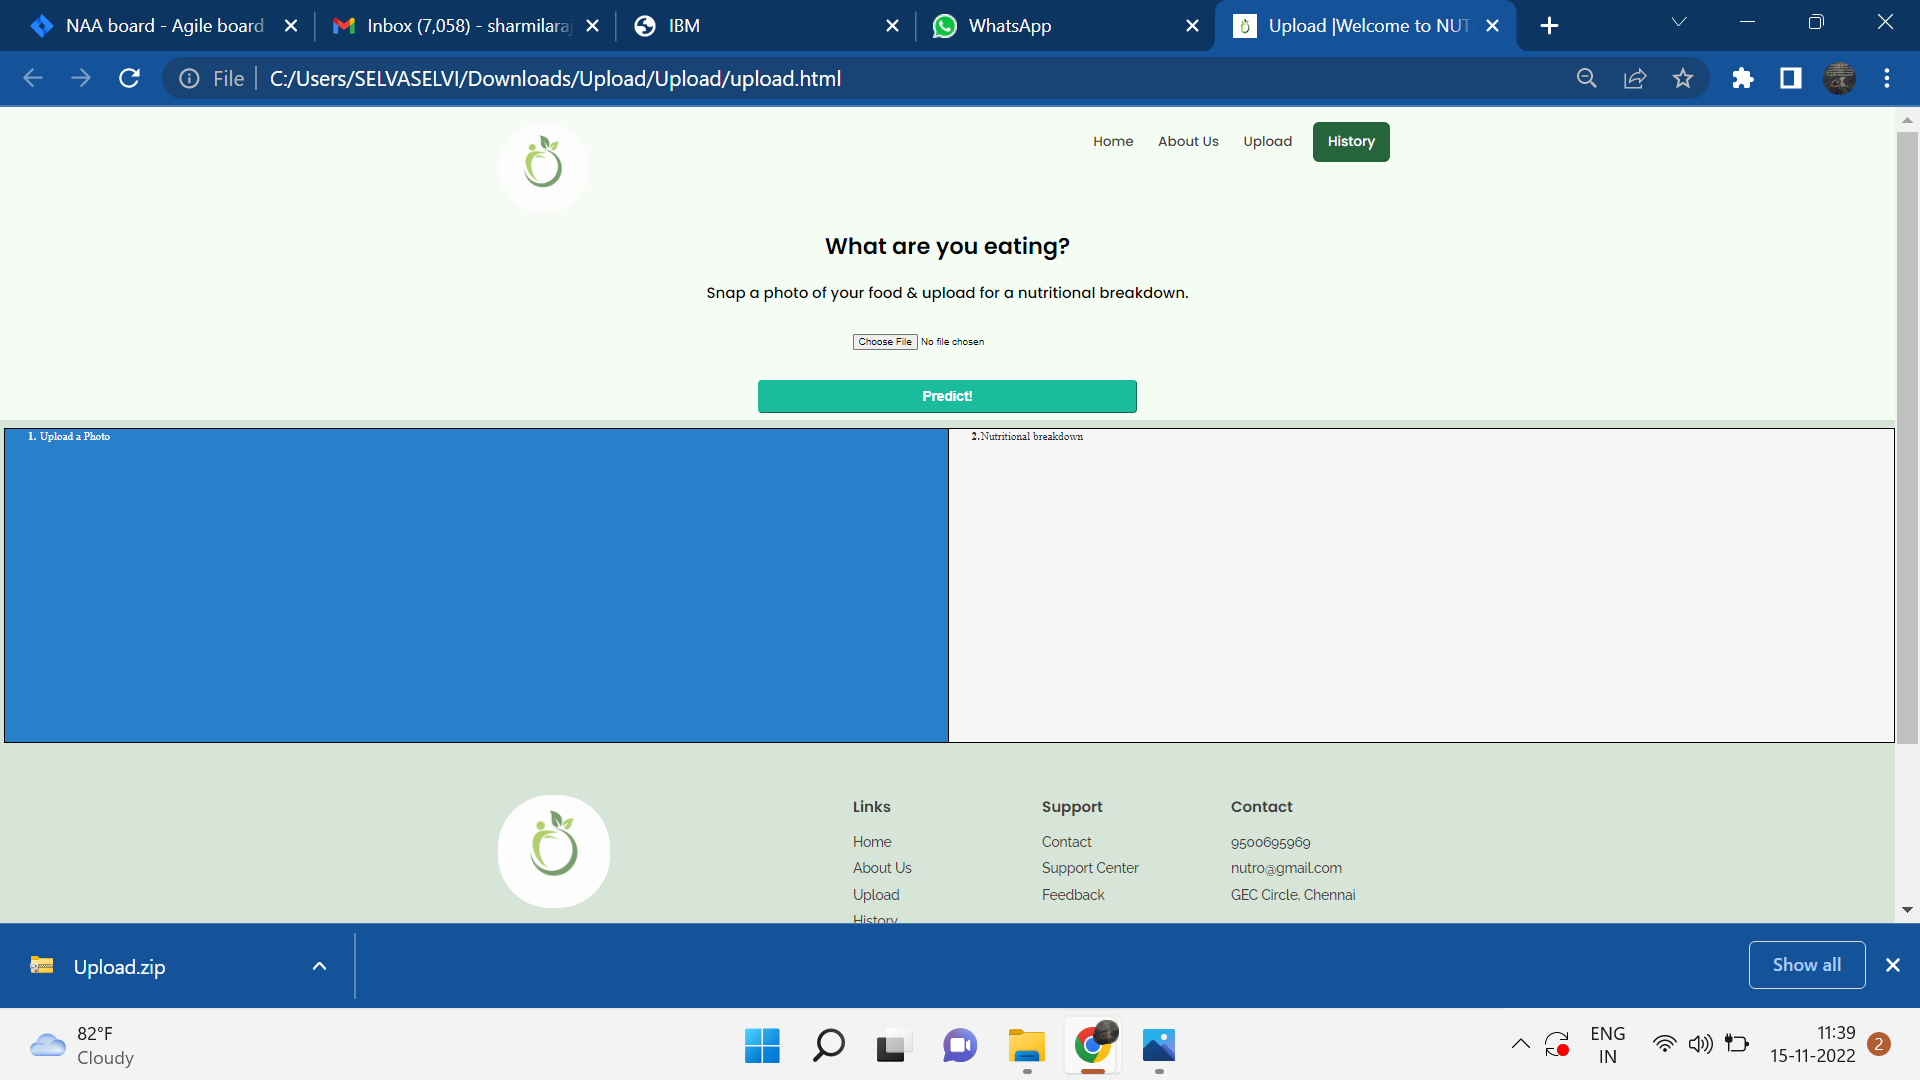 NAA board - Agile board
Inbox (7,058) - sharmilaraj
IBM
WhatsApp
Upload |Welcome to NUT
File
C:/Users/SELVASELVI/Downloads/Upload/Upload/upload.html
Home
About Us
Upload
History
What are you eating?
Snap a photo of your food & upload for a nutritional breakdown.
Choose File No file chosen
Predict!
1. Upload a Photo
2.Nutritional breakdown
Links
Home
About Us
Upload
History
Support
Contact
Support Center
Feedback
Contact
9500695969
nutro@gmail.com
GEC Circle, Chennai
Upload.zip
Show all
82°F
Cloudy
ENG
IN
11:39
15-11-2022
2